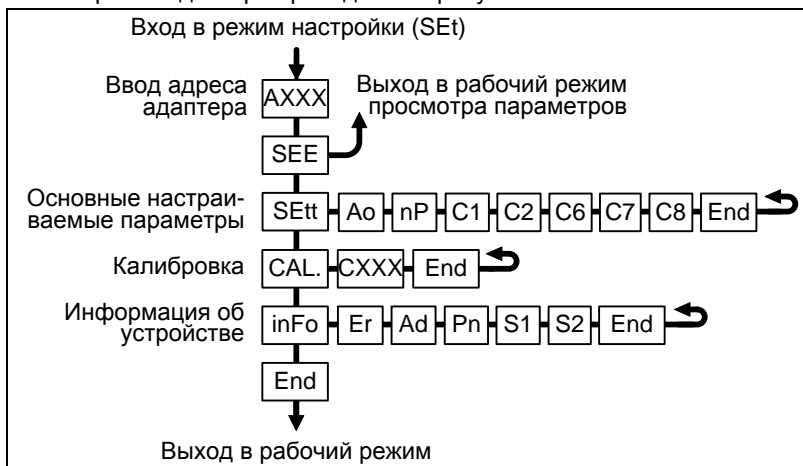 Вход в режим настройки (SEt)
Ввод адреса
адаптера
AXXX
Выход в рабочий режим
просмотра параметров
SEE
Основные настраи-
ваемые параметры
SEtt Ao nP C1 C2 C6 C7 C8 End
Калибровка
CAL. CXXX End
Информация об
устройстве
inFo Er Ad Pn S1 S2 End
End
Выход в рабочий режим